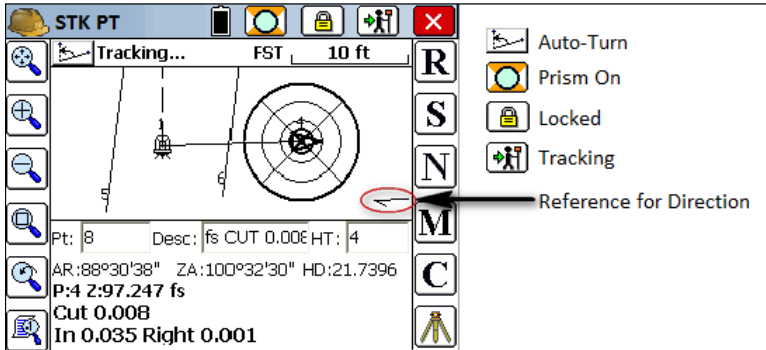 STK PT
Tracking... FST 10 ft
R
S
N
M
C
5
6
4
Pt: 8 Desc: fs CUT 0.008 HT: 4
AR:88°30'38" ZA:100°32'30" HD:21.7396
P:4 Z:97.247 fs
Cut 0.008
In 0.035 Right 0.001
Auto-Turn
Prism On
Locked
Tracking
Reference for Direction